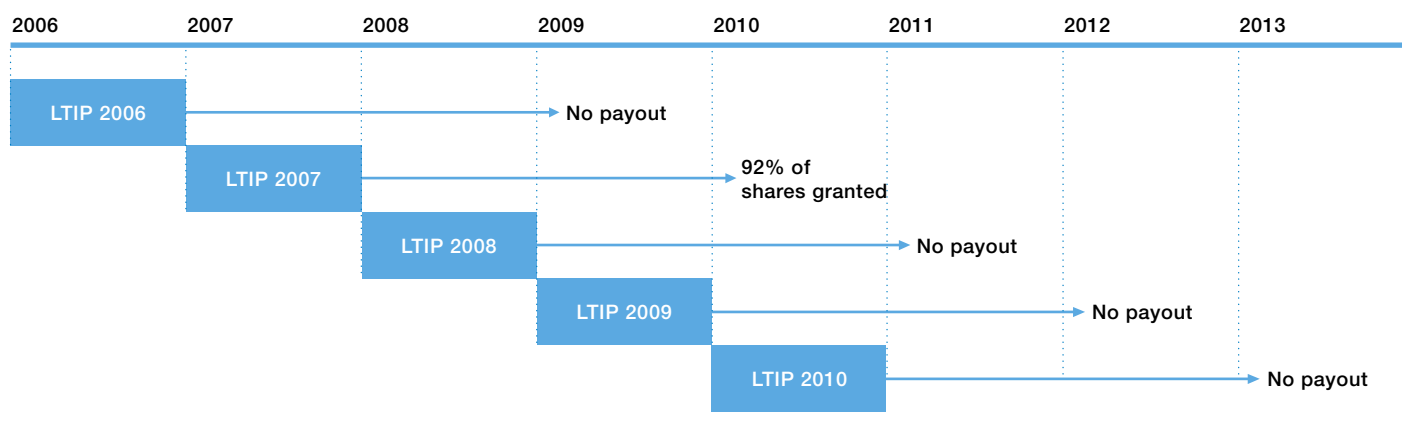 2006 2007 2008 2009 2010 2011 2012 2013
LTIP 2006 No payout
LTIP 2007 92% of
shares granted
LTIP 2008 No payout
LTIP 2009 No payout
LTIP 2010 No payout